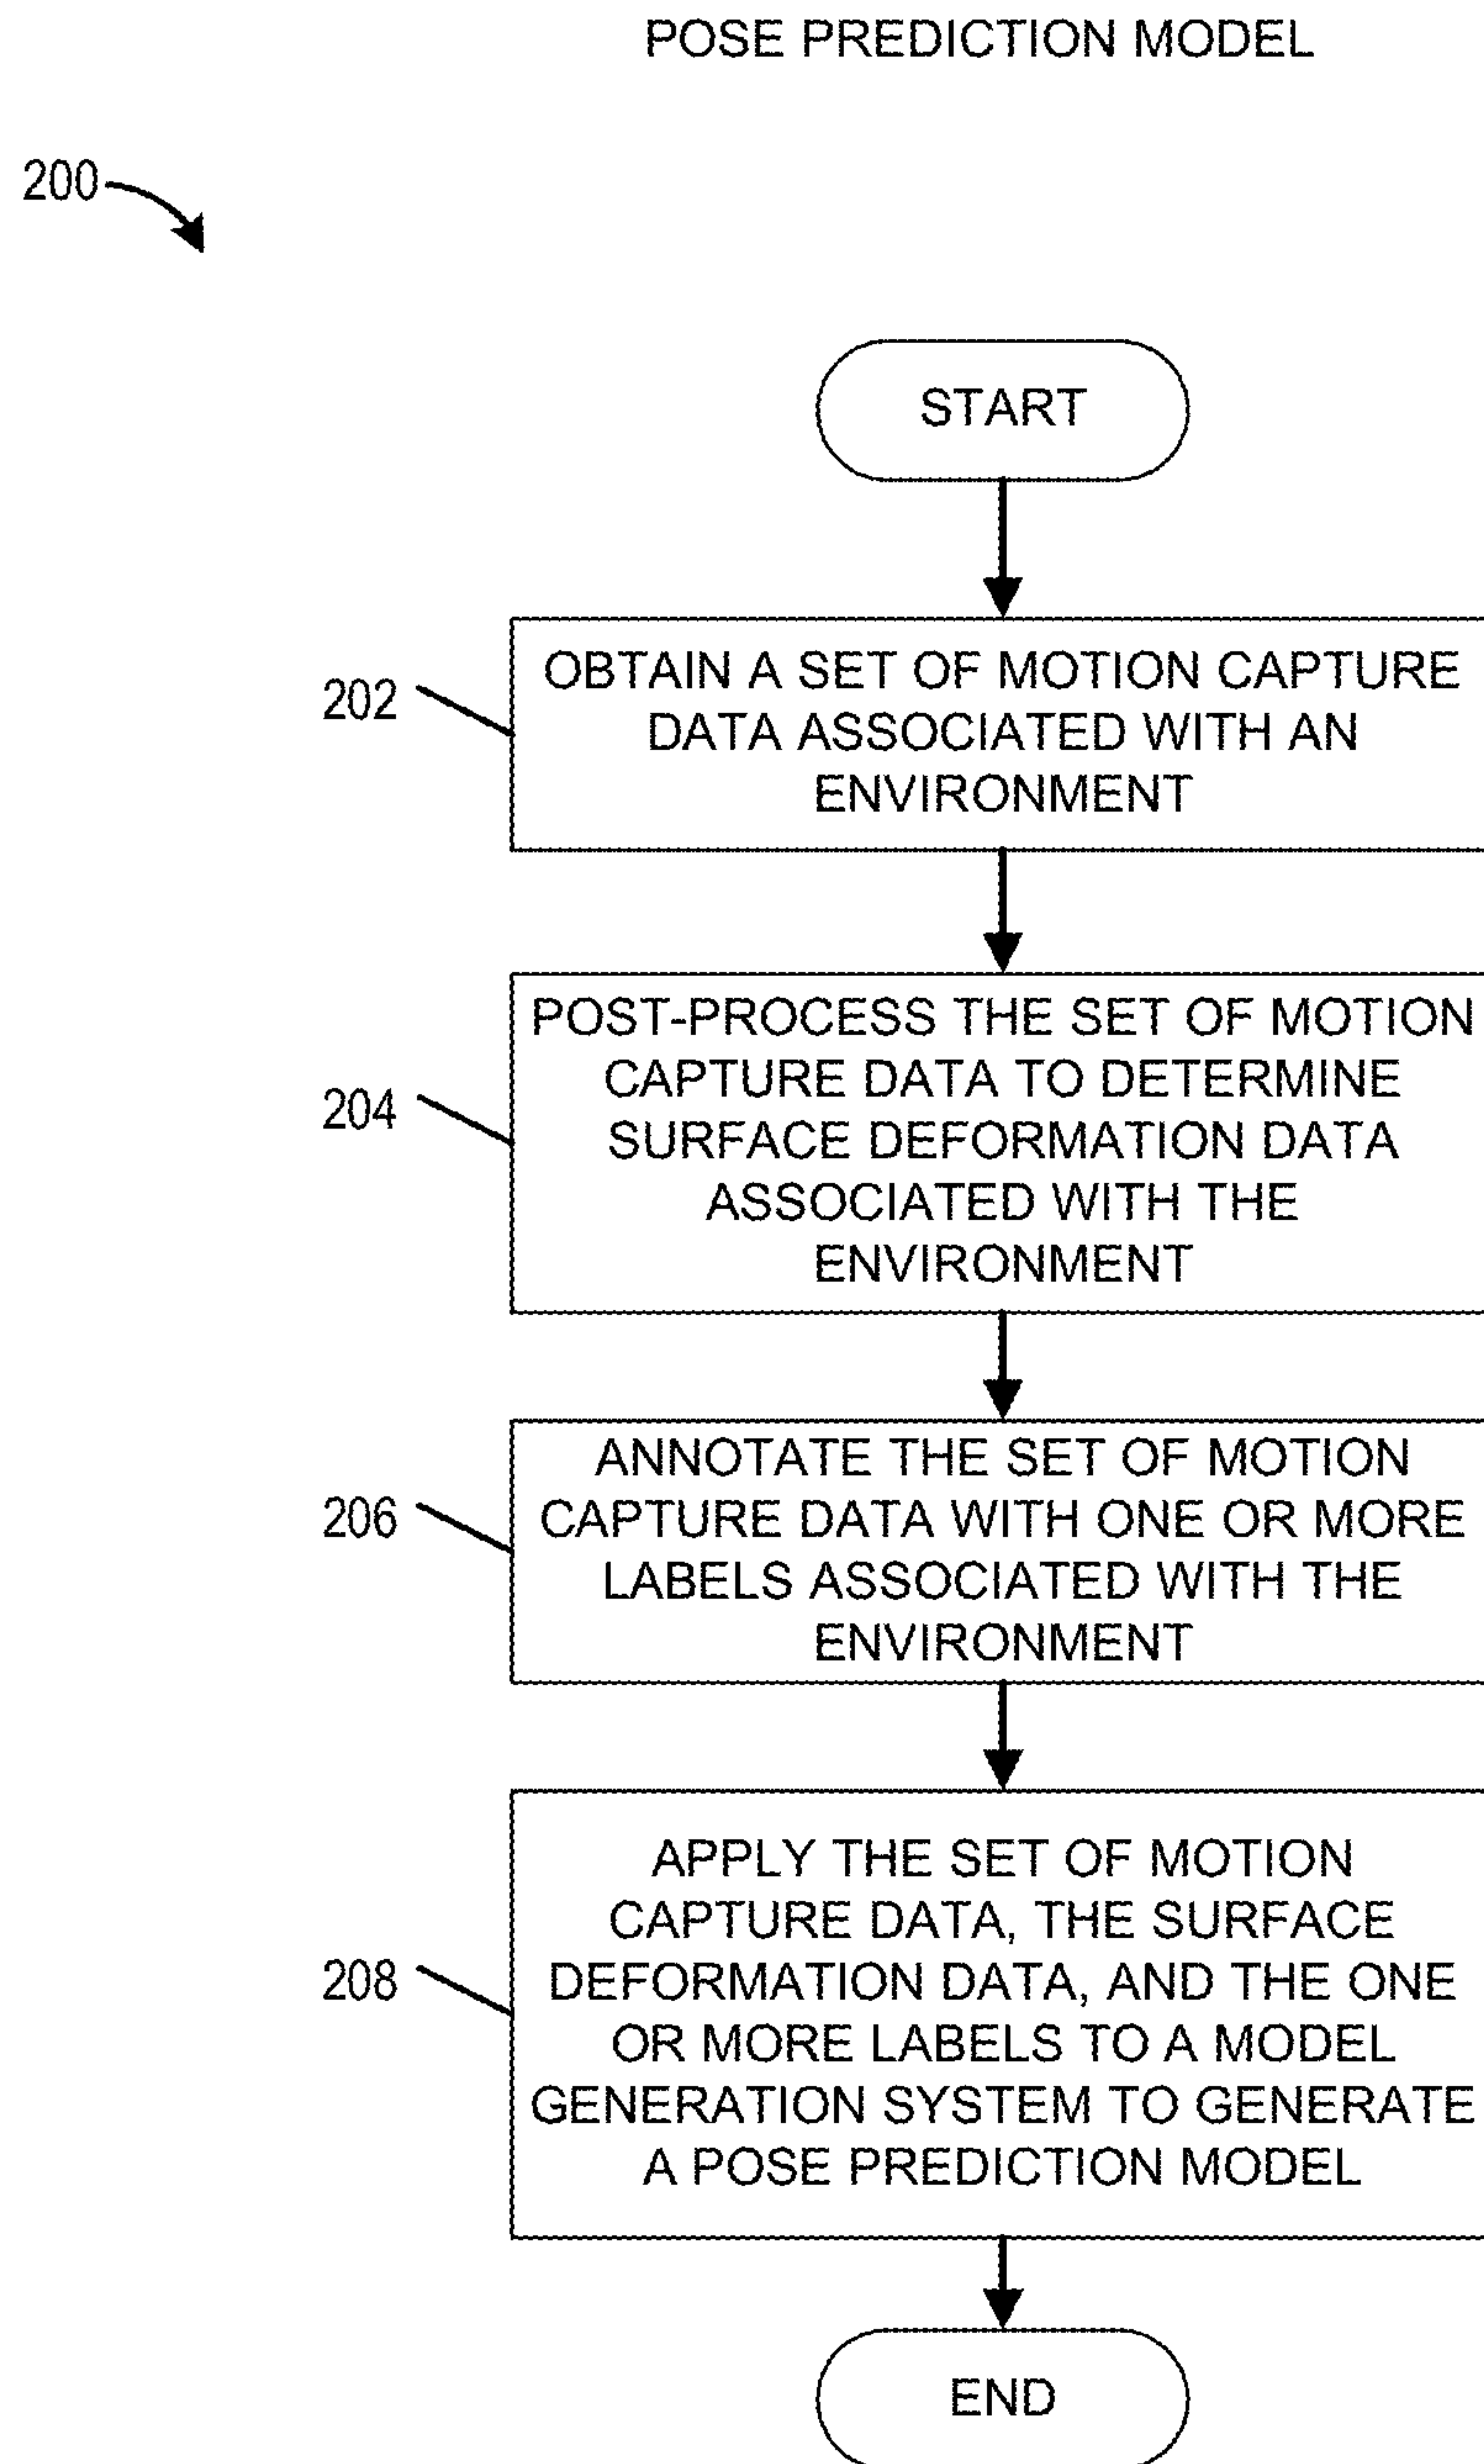 POSE PREDICTION MODEL
200
START
202
OBTAIN A SET OF MOTION CAPTURE
DATA ASSOCIATED WITH AN
ENVIRONMENT
204
POST-PROCESS THE SET OF MOTION
CAPTURE DATA TO DETERMINE
SURFACE DEFORMATION DATA
ASSOCIATED WITH THE
ENVIRONMENT
206
ANNOTATE THE SET OF MOTION
CAPTURE DATA WITH ONE OR MORE
LABELS ASSOCIATED WITH THE
ENVIRONMENT
208
APPLY THE SET OF MOTION
CAPTURE DATA, THE SURFACE
DEFORMATION DATA, AND THE ONE
OR MORE LABELS TO A MODEL
GENERATION SYSTEM TO GENERATE
A POSE PREDICTION MODEL
END